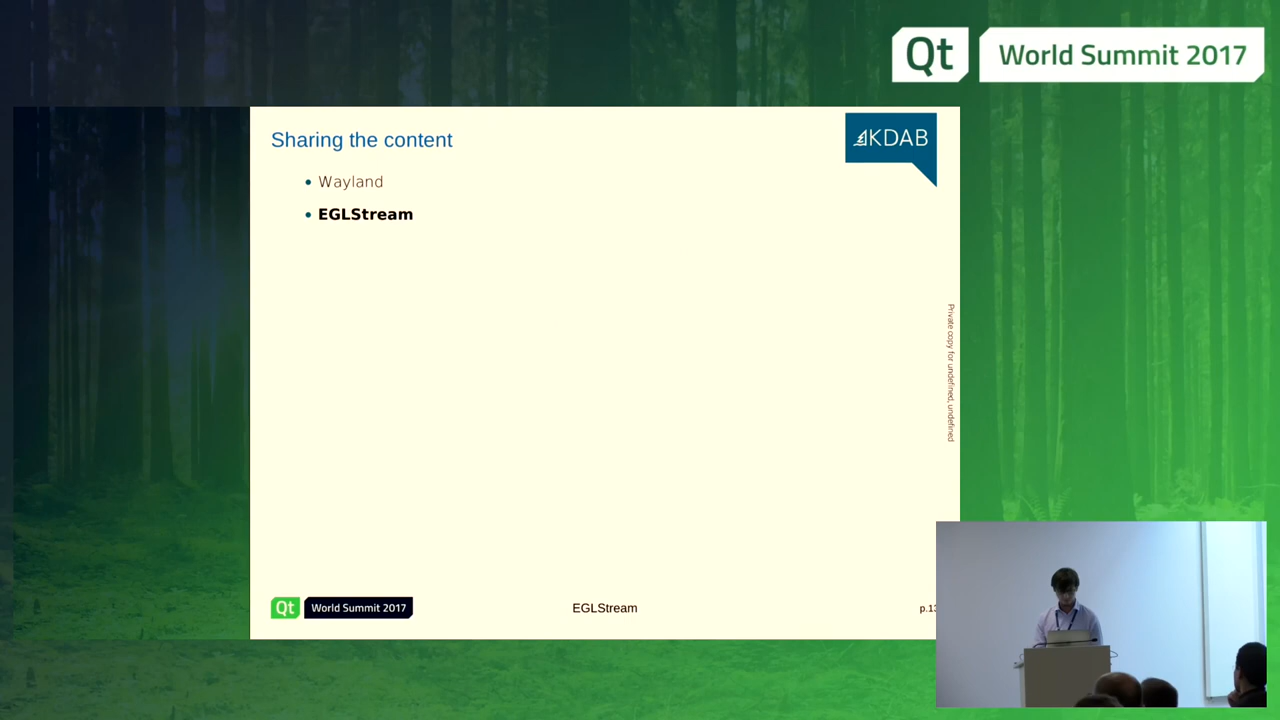 Qt World Summit 2017
Sharing the content
KDAB
• Wayland
• EGLStream
Private copy for undefined, undefined
Qt World Summit 2017
EGLStream
p.13